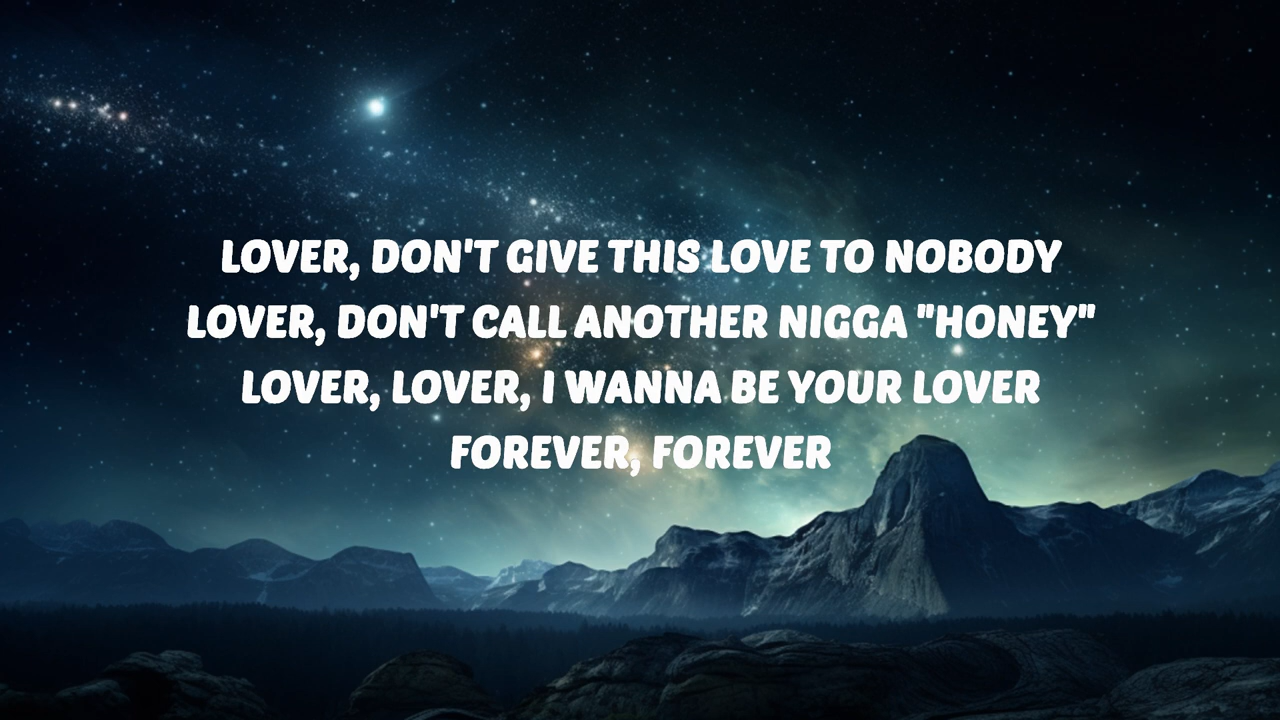 LOVER, DON'T GIVE THIS LOVE TO NOBODY
LOVER, DON'T CALL ANOTHER NIGGA "HONEY"
LOVER, LOVER, I WANNA BE YOUR LOVER
FOREVER, FOREVER